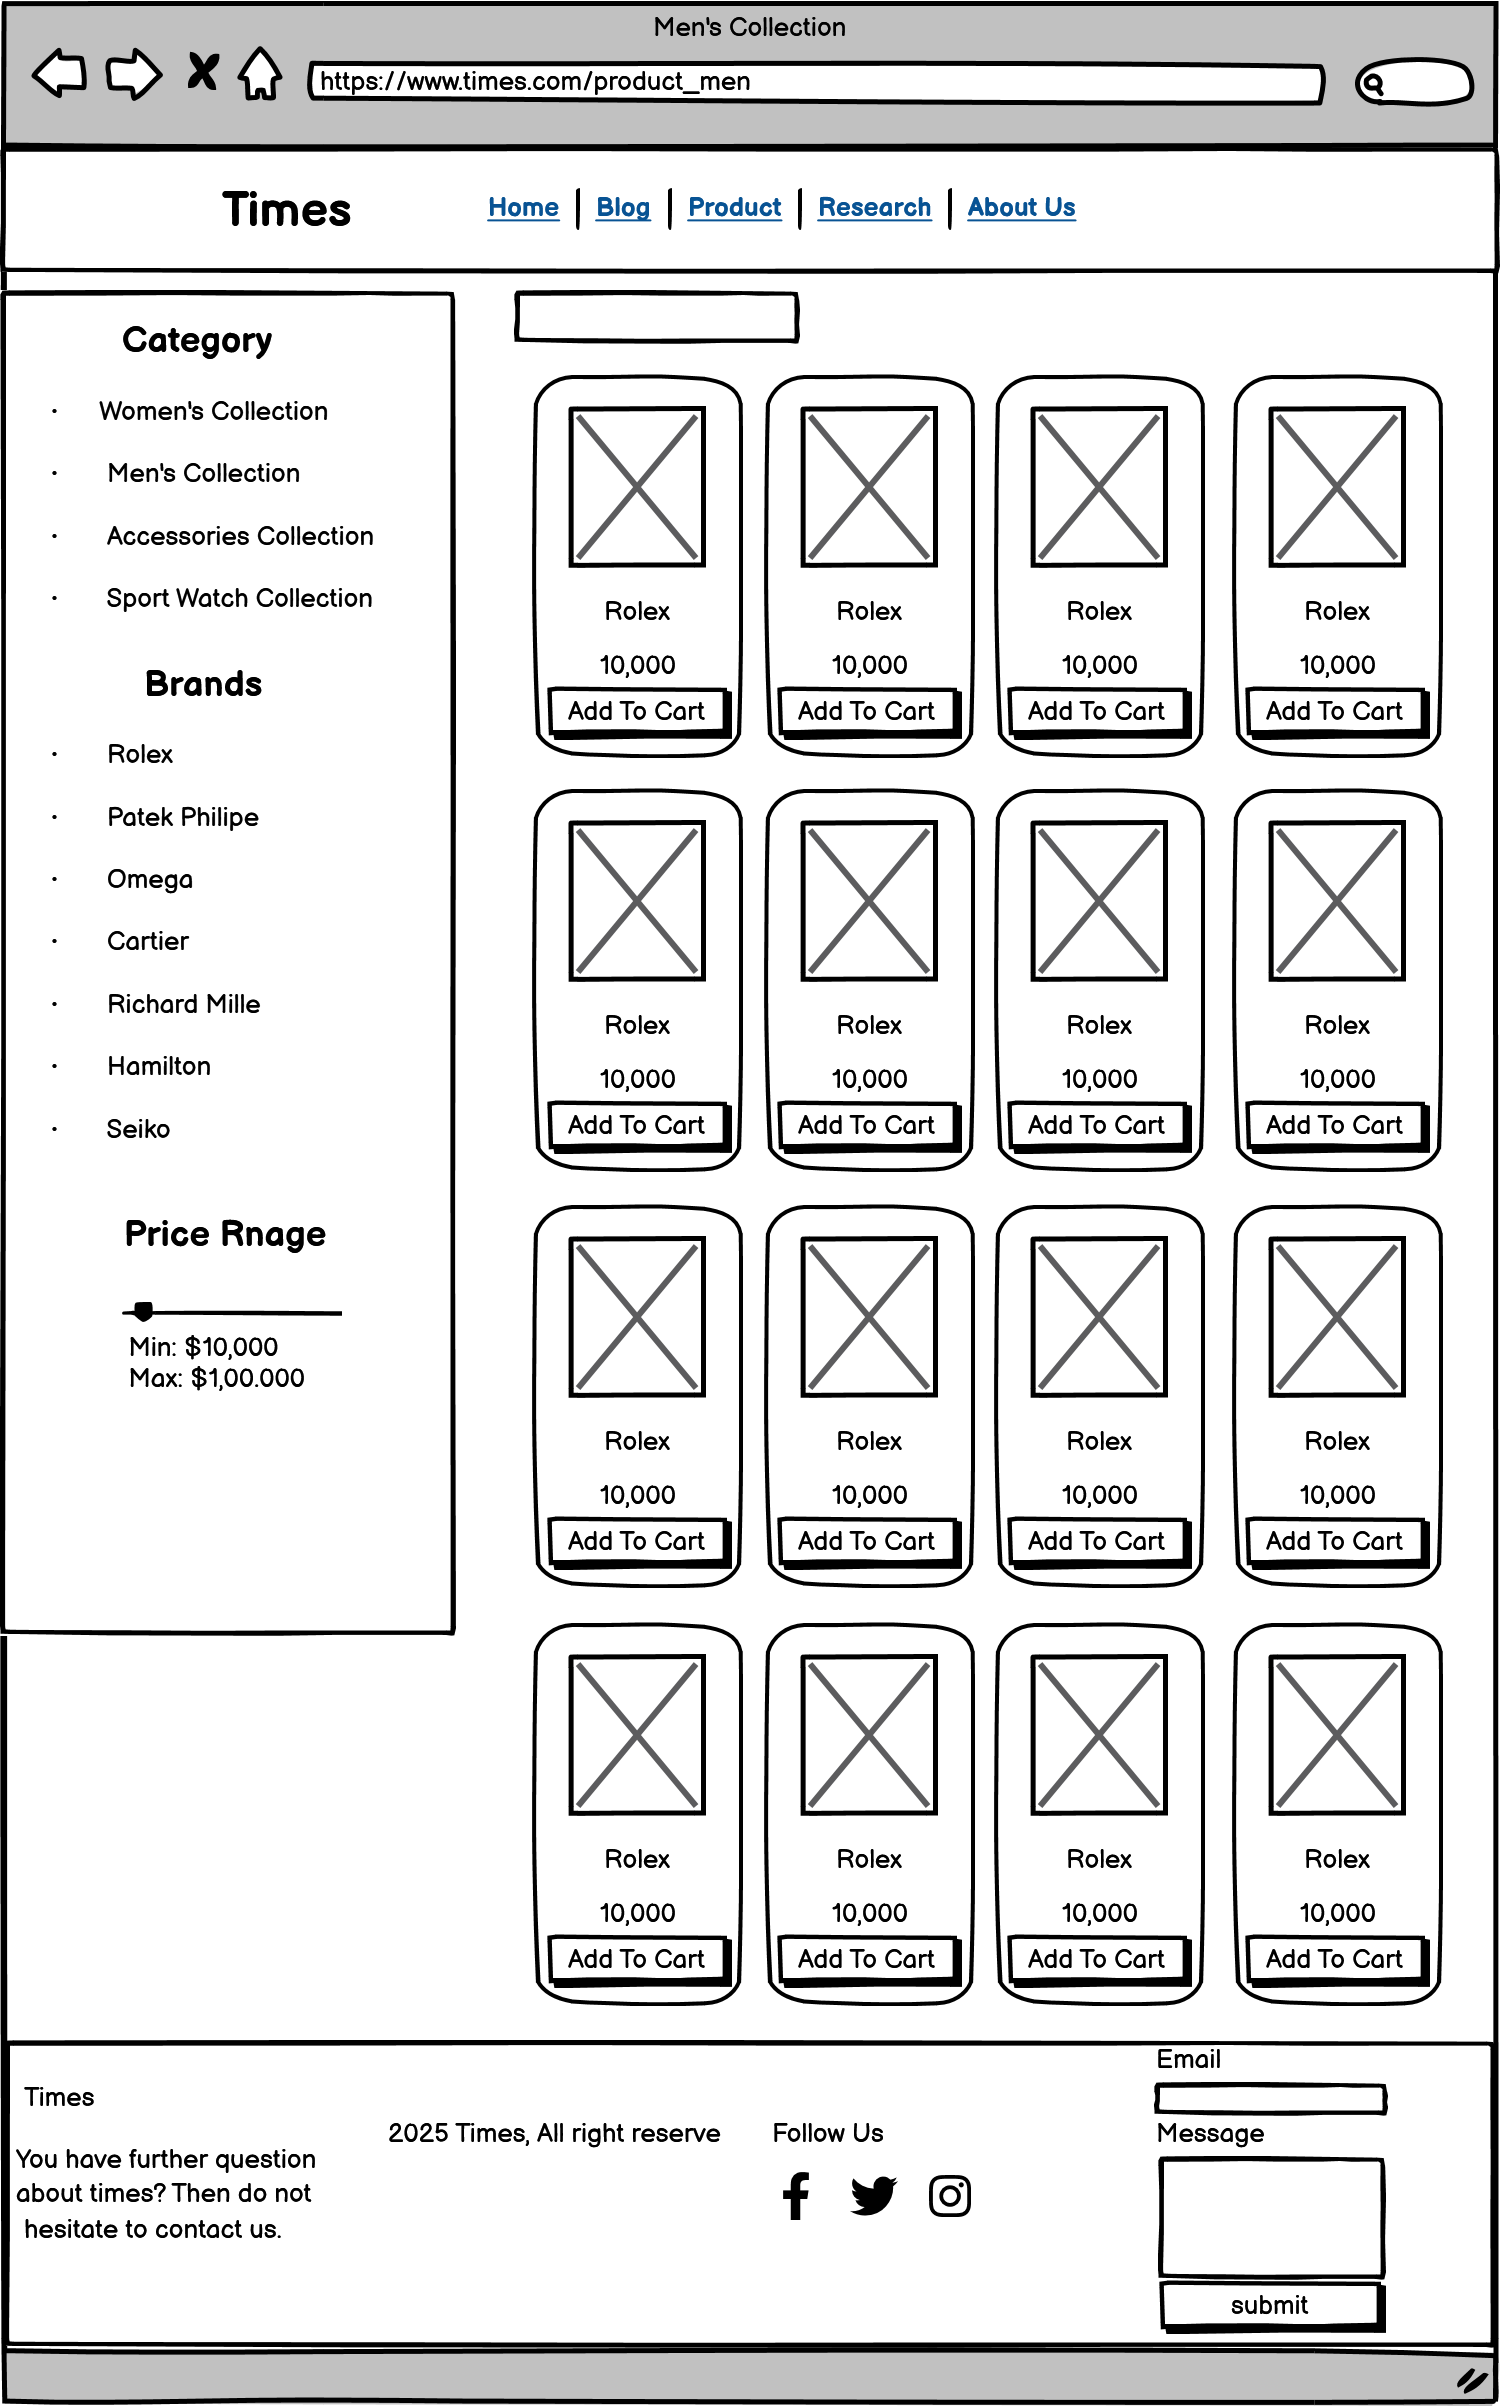 Men's Collection
https://www.times.com/product_men
Times
Home
Blog
Product
Research
About Us
Category
· Women's Collection
· Men's Collection
· Accessories Collection
· Sport Watch Collection
Brands
· Rolex
· Patek Philipe
· Omega
· Cartier
· Richard Mille
· Hamilton
· Seiko
Price Rnage
Min: $10,000
Max: $1,00.000
Rolex
10,000
Add To Cart
Rolex
10,000
Add To Cart
Rolex
10,000
Add To Cart
Rolex
10,000
Add To Cart
Rolex
10,000
Add To Cart
Rolex
10,000
Add To Cart
Rolex
10,000
Add To Cart
Rolex
10,000
Add To Cart
Rolex
10,000
Add To Cart
Rolex
10,000
Add To Cart
Rolex
10,000
Add To Cart
Rolex
10,000
Add To Cart
Rolex
10,000
Add To Cart
Rolex
10,000
Add To Cart
Rolex
10,000
Add To Cart
Rolex
10,000
Add To Cart
Times
You have further question
about times? Then do not
hesitate to contact us.
2025 Times, All right reserve
Follow Us
Email
Message
submit